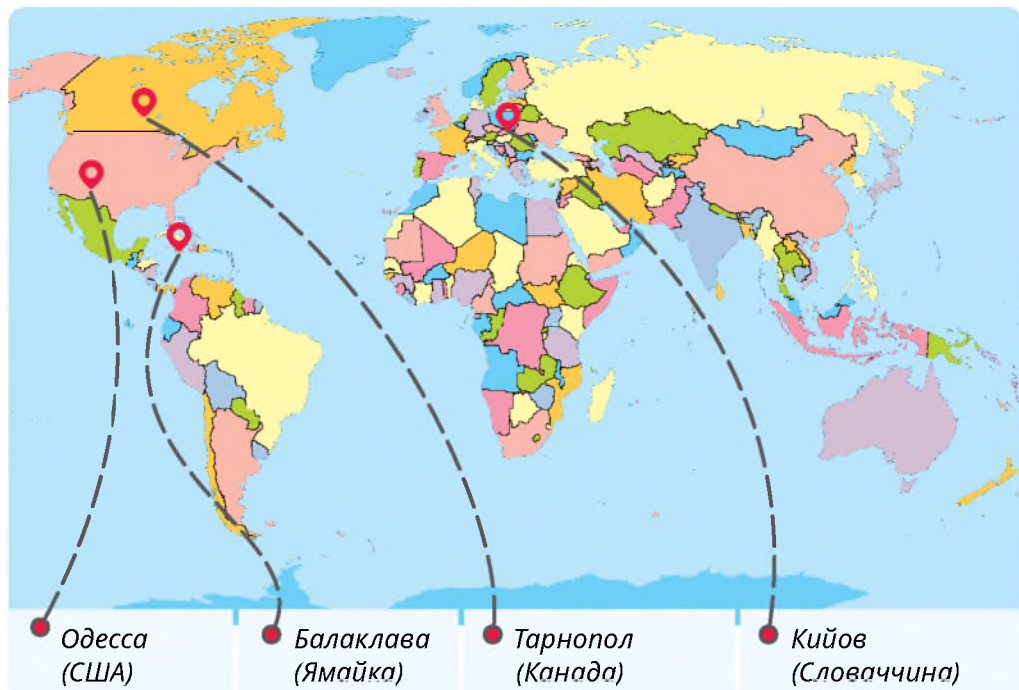 Одесса
(США)
Балаклава
(Ямайка)
Тарнопол
(Канада)
Кийов
(Словаччина)